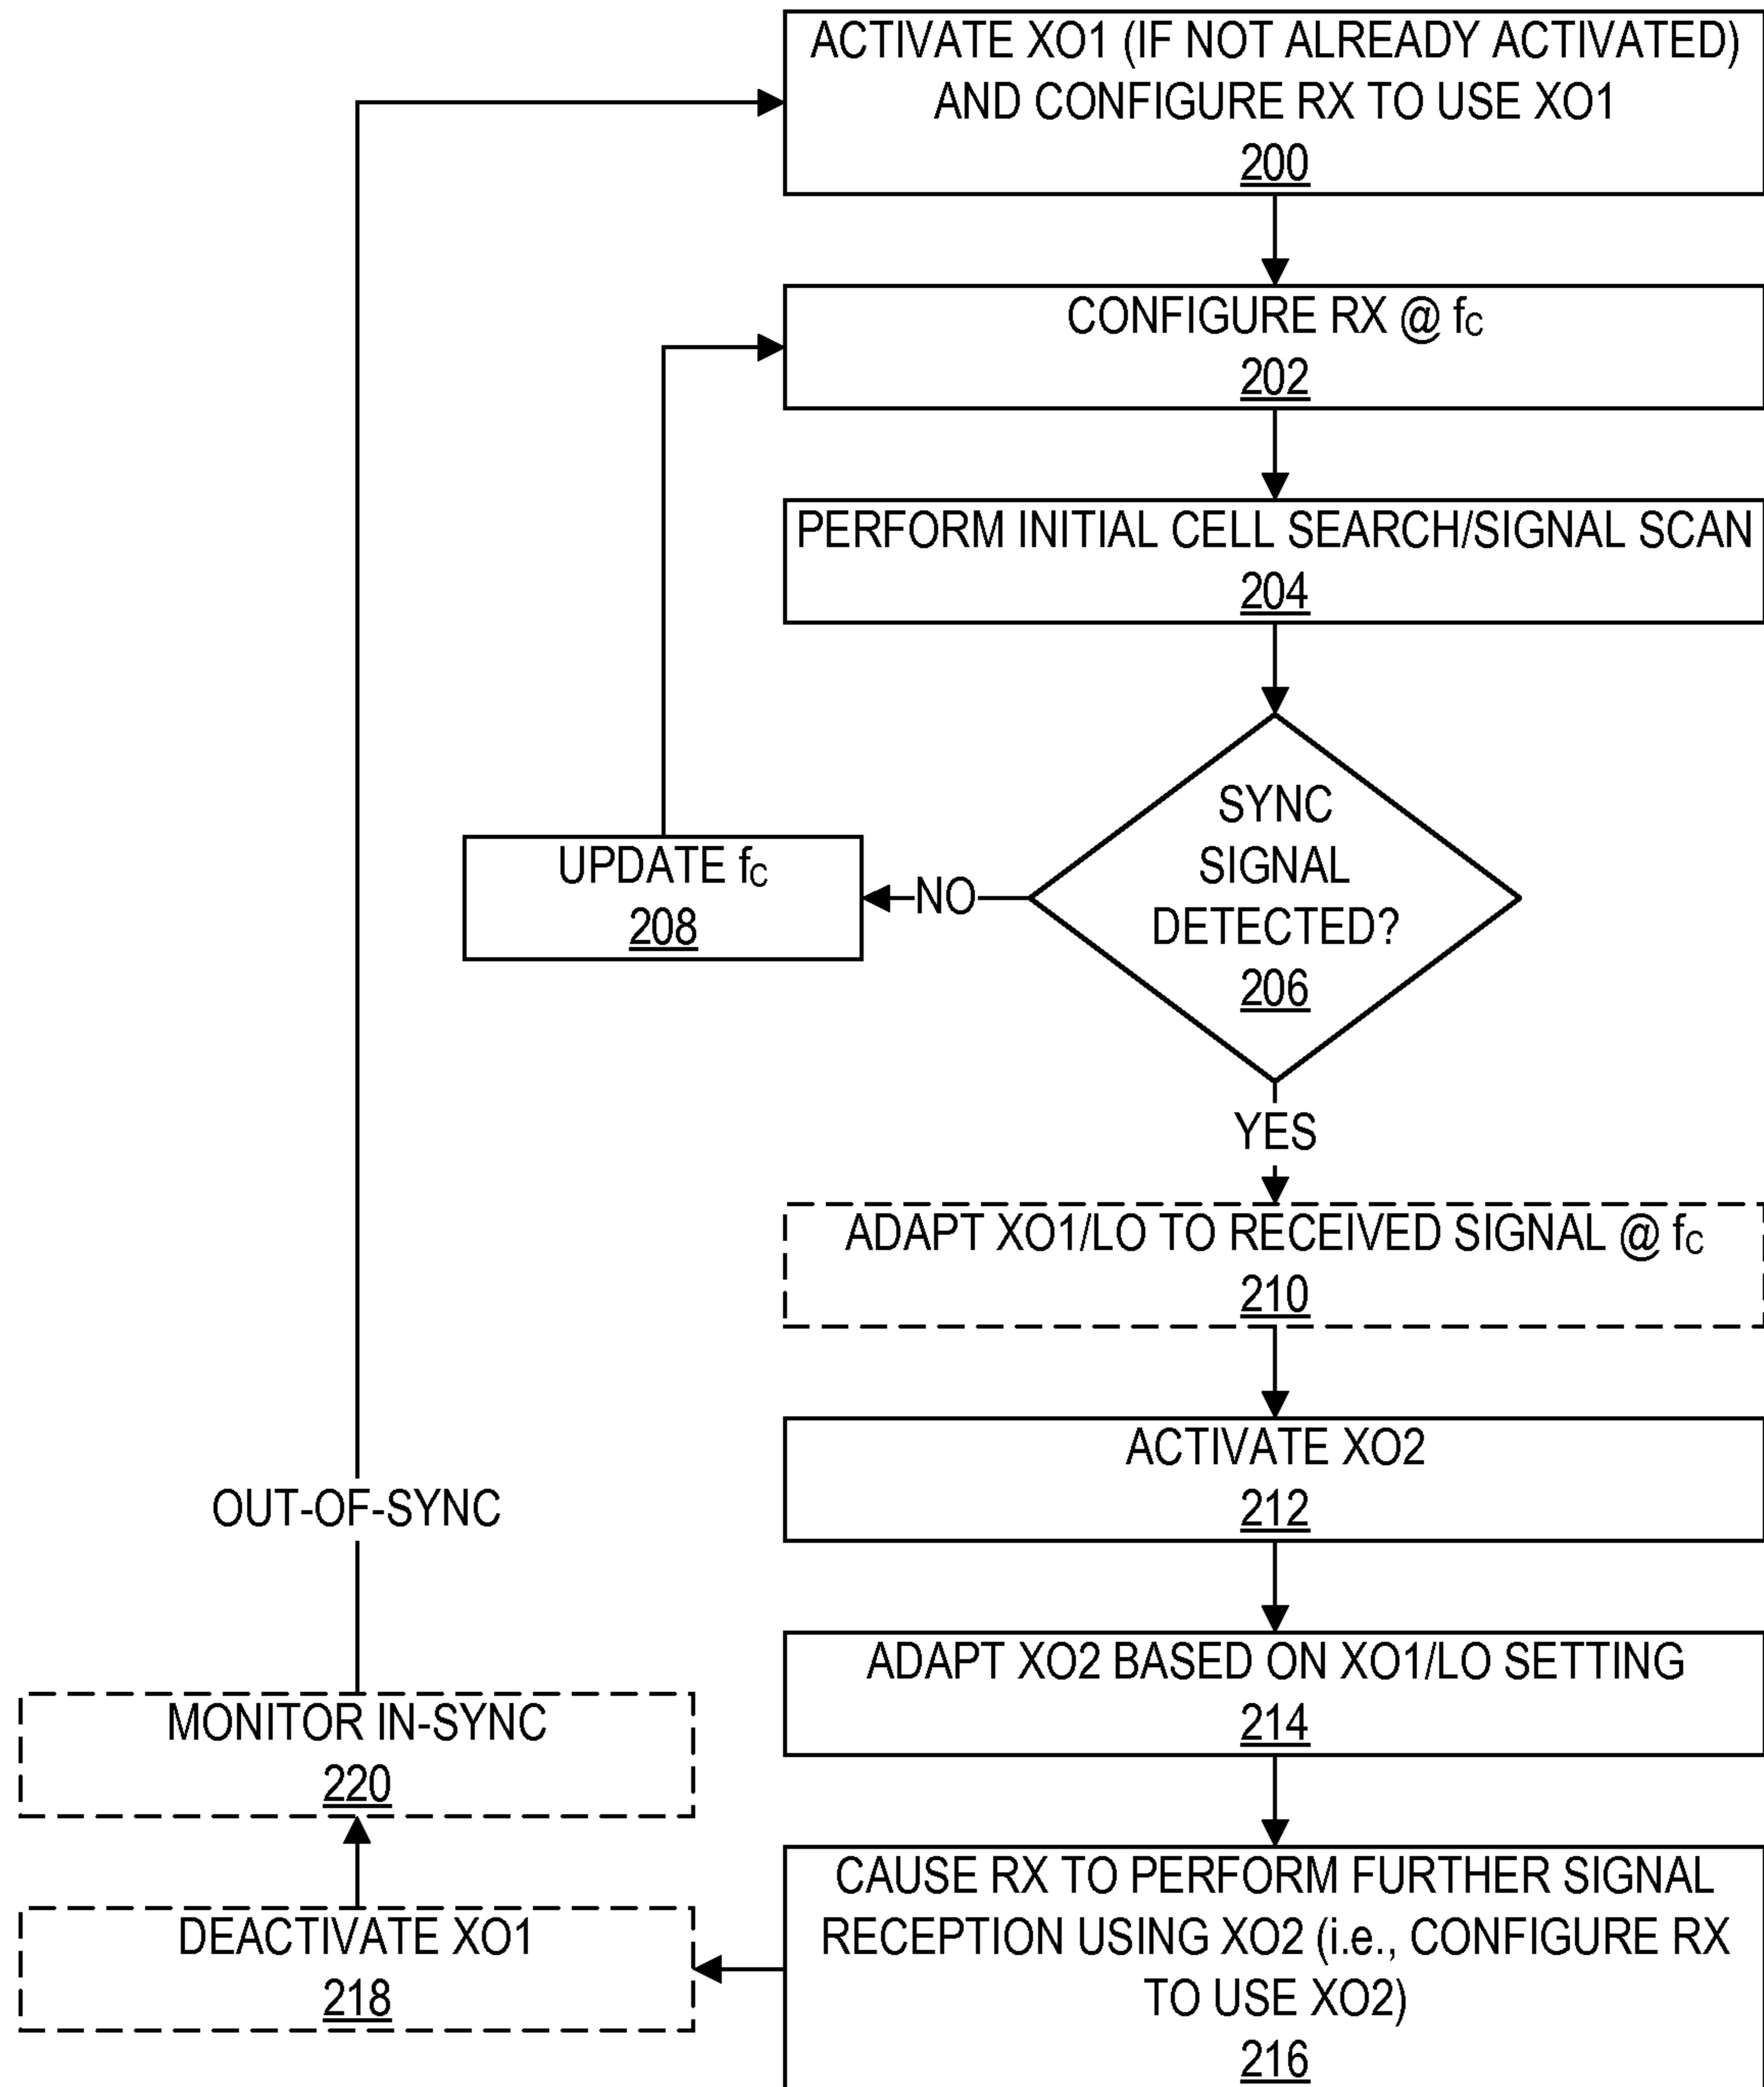 ACTIVATE XO1 (IF NOT ALREADY ACTIVATED)
AND CONFIGURE RX TO USE XO1
200
CONFIGURE RX @ fC
202
PERFORM INITIAL CELL SEARCH/SIGNAL SCAN
204
SYNC
SIGNAL
DETECTED?
206
NO
UPDATE fC
208
YES
ADAPT XO1/LO TO RECEIVED SIGNAL @ fC
210
ACTIVATE XO2
212
ADAPT XO2 BASED ON XO1/LO SETTING
214
CAUSE RX TO PERFORM FURTHER SIGNAL
RECEPTION USING XO2 (i.e., CONFIGURE RX
TO USE XO2)
216
DEACTIVATE XO1
218
MONITOR IN-SYNC
220
OUT-OF-SYNC